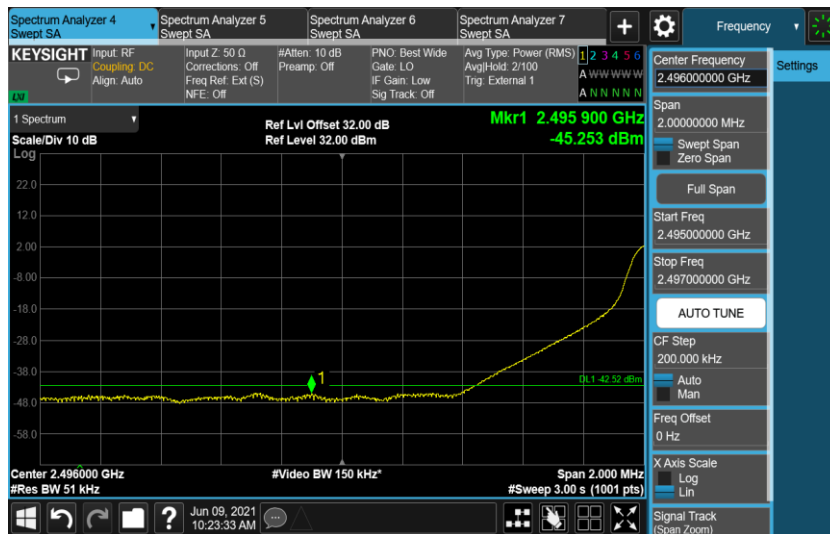 Spectrum Analyzer 4
Swept SA
Spectrum Analyzer 5
Swept SA
Spectrum Analyzer 6
Swept SA
Spectrum Analyzer 7
Swept SA
+
Frequency
KEYSIGHT
LXI
Input: RF
Coupling: DC
Align: Auto
Input Z: 50 Ω
Corrections: Off
Freq Ref: Ext (S)
NFE: Off
#Atten: 10 dB
Preamp: Off
PNO: Best Wide
Gate: LO
IF Gain: Low
Sig Track: Off
Avg Type: Power (RMS)
Avg|Hold: 2/100
Trig: External 1
1 2 3 4 5 6
A W W W W W
A N N N N N
1 Spectrum
Scale/Div 10 dB
Log
Ref Lvl Offset 32.00 dB
Ref Level 32.00 dBm
Mkr1 2.495 900 GHz
-45.253 dBm
22.0
12.0
2.00
-8.00
-18.0
-28.0
-38.0
-48.0
-58.0
1
DL1 -42.52 dBm
Center 2.496000 GHz
#Res BW 51 kHz
#Video BW 150 kHz*
Span 2.000 MHz
#Sweep 3.00 s (1001 pts)
?
Jun 09, 2021
10:23:33 AM
Center Frequency
2.496000000 GHz
Settings
Span
2.00000000 MHz
Swept Span
Zero Span
Full Span
Start Freq
2.495000000 GHz
Stop Freq
2.497000000 GHz
AUTO TUNE
CF Step
200.000 kHz
Auto
Man
Freq Offset
0 Hz
X Axis Scale
Log
Lin
Signal Track
(Span Zoom)